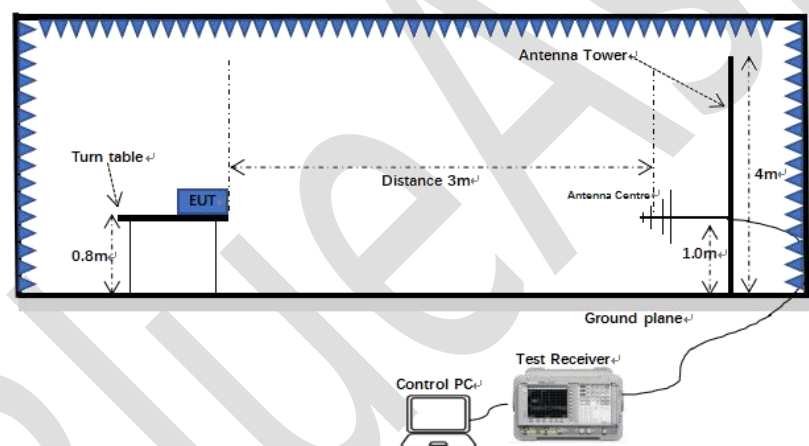 Antenna Tower
Turn table
Distance 3m
4m
EUT
Antenna Centre
0.8m
1.0m
Ground plane
Test Receiver
Control PC